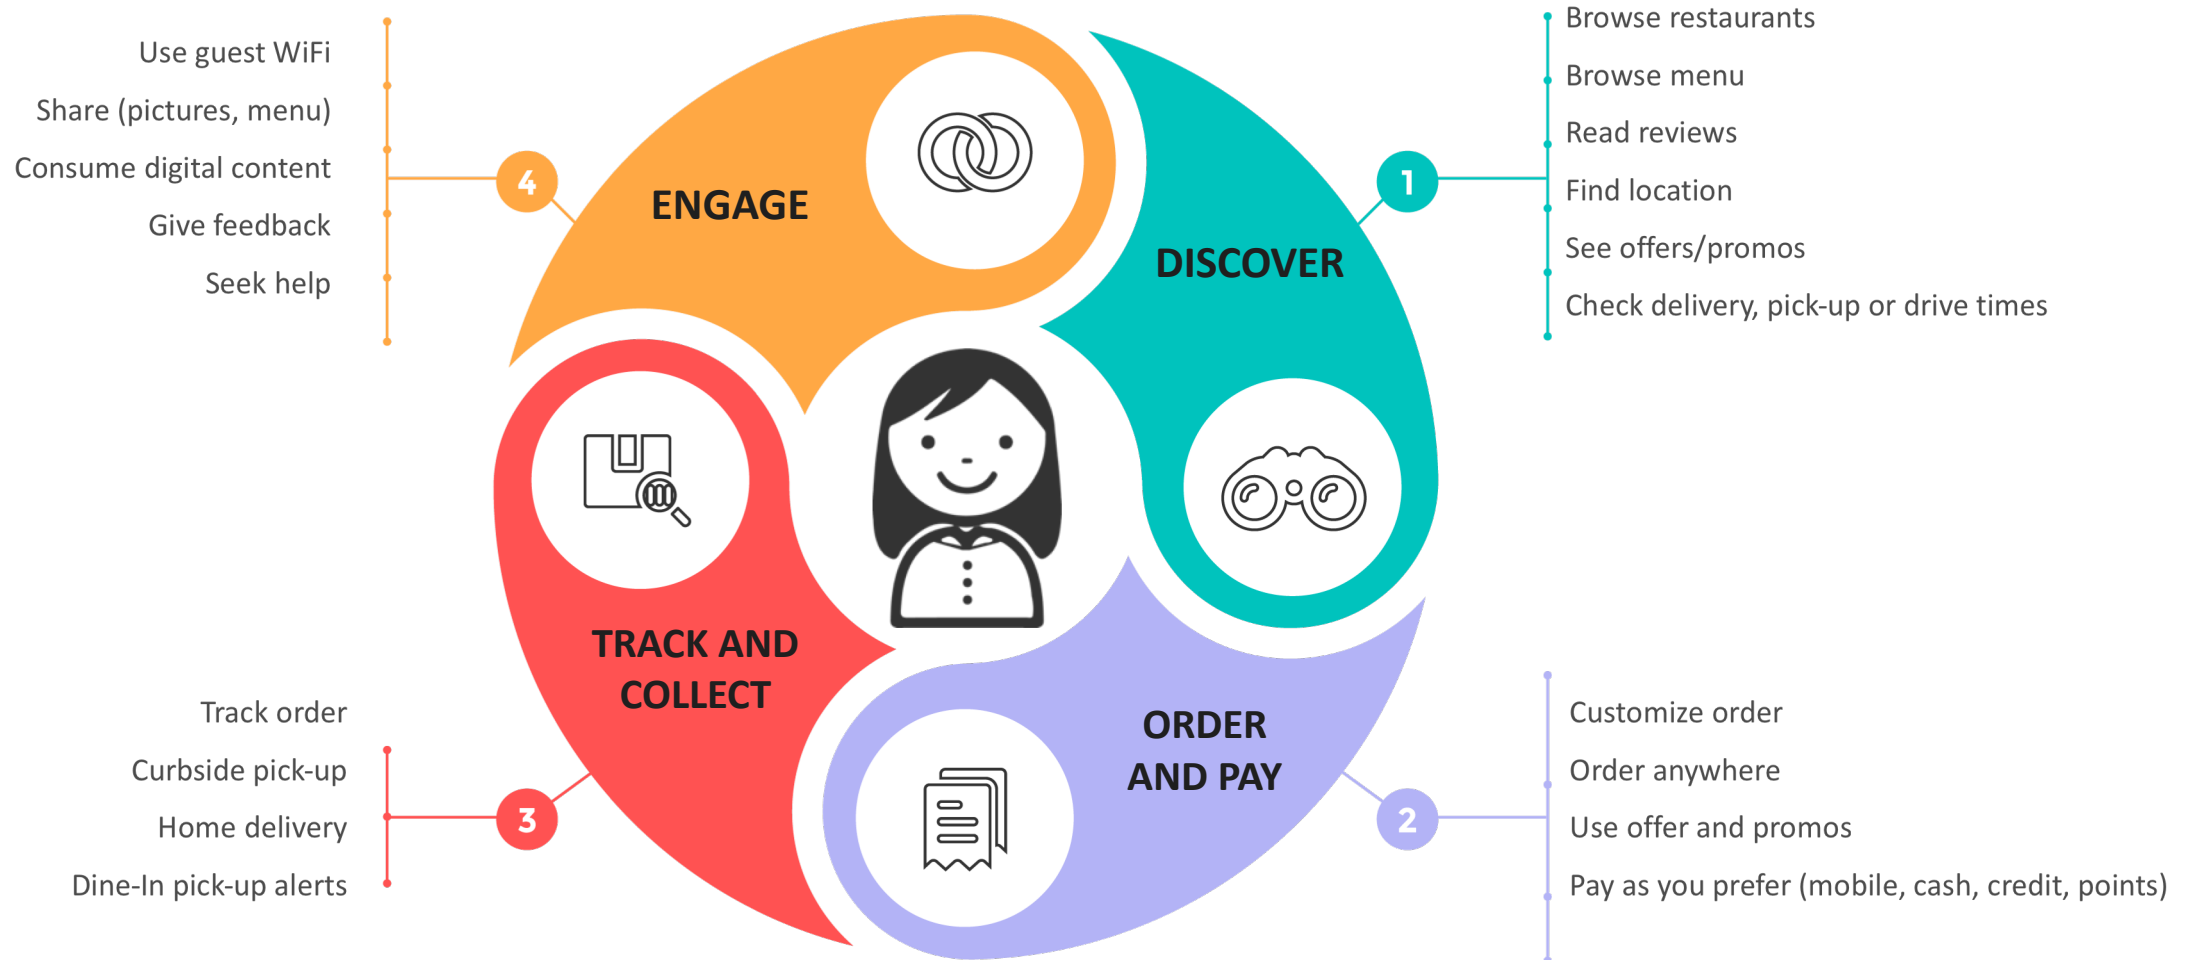 Use guest WiFi
Share (pictures, menu)
Consume digital content
Give feedback
Seek help
4
ENGAGE
1
DISCOVER
Browse restaurants
Browse menu
Read reviews
Find location
See offers/promos
Check delivery, pick-up or drive times
TRACK AND
COLLECT
3
Track order
Curbside pick-up
Home delivery
Dine-In pick-up alerts
ORDER
AND PAY
2
Customize order
Order anywhere
Use offer and promos
Pay as you prefer (mobile, cash, credit, points)